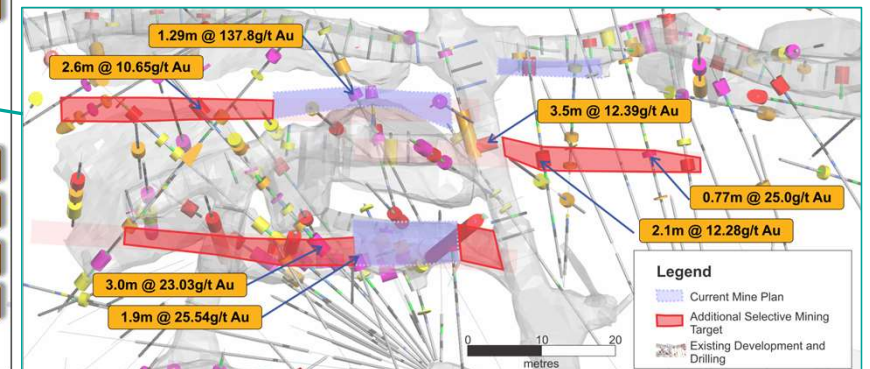 1.29m @ 137.8g/t Au
2.6m @ 10.65g/t Au
3.5m @ 12.39g/t Au
0.77m @ 25.0g/t Au
2.1m @ 12.28g/t Au
3.0m @ 23.03g/t Au
1.9m @ 25.54g/t Au
0 10 20
metres
Legend
Current Mine Plan
Additional Selective Mining
Target
Existing Development and
Drilling